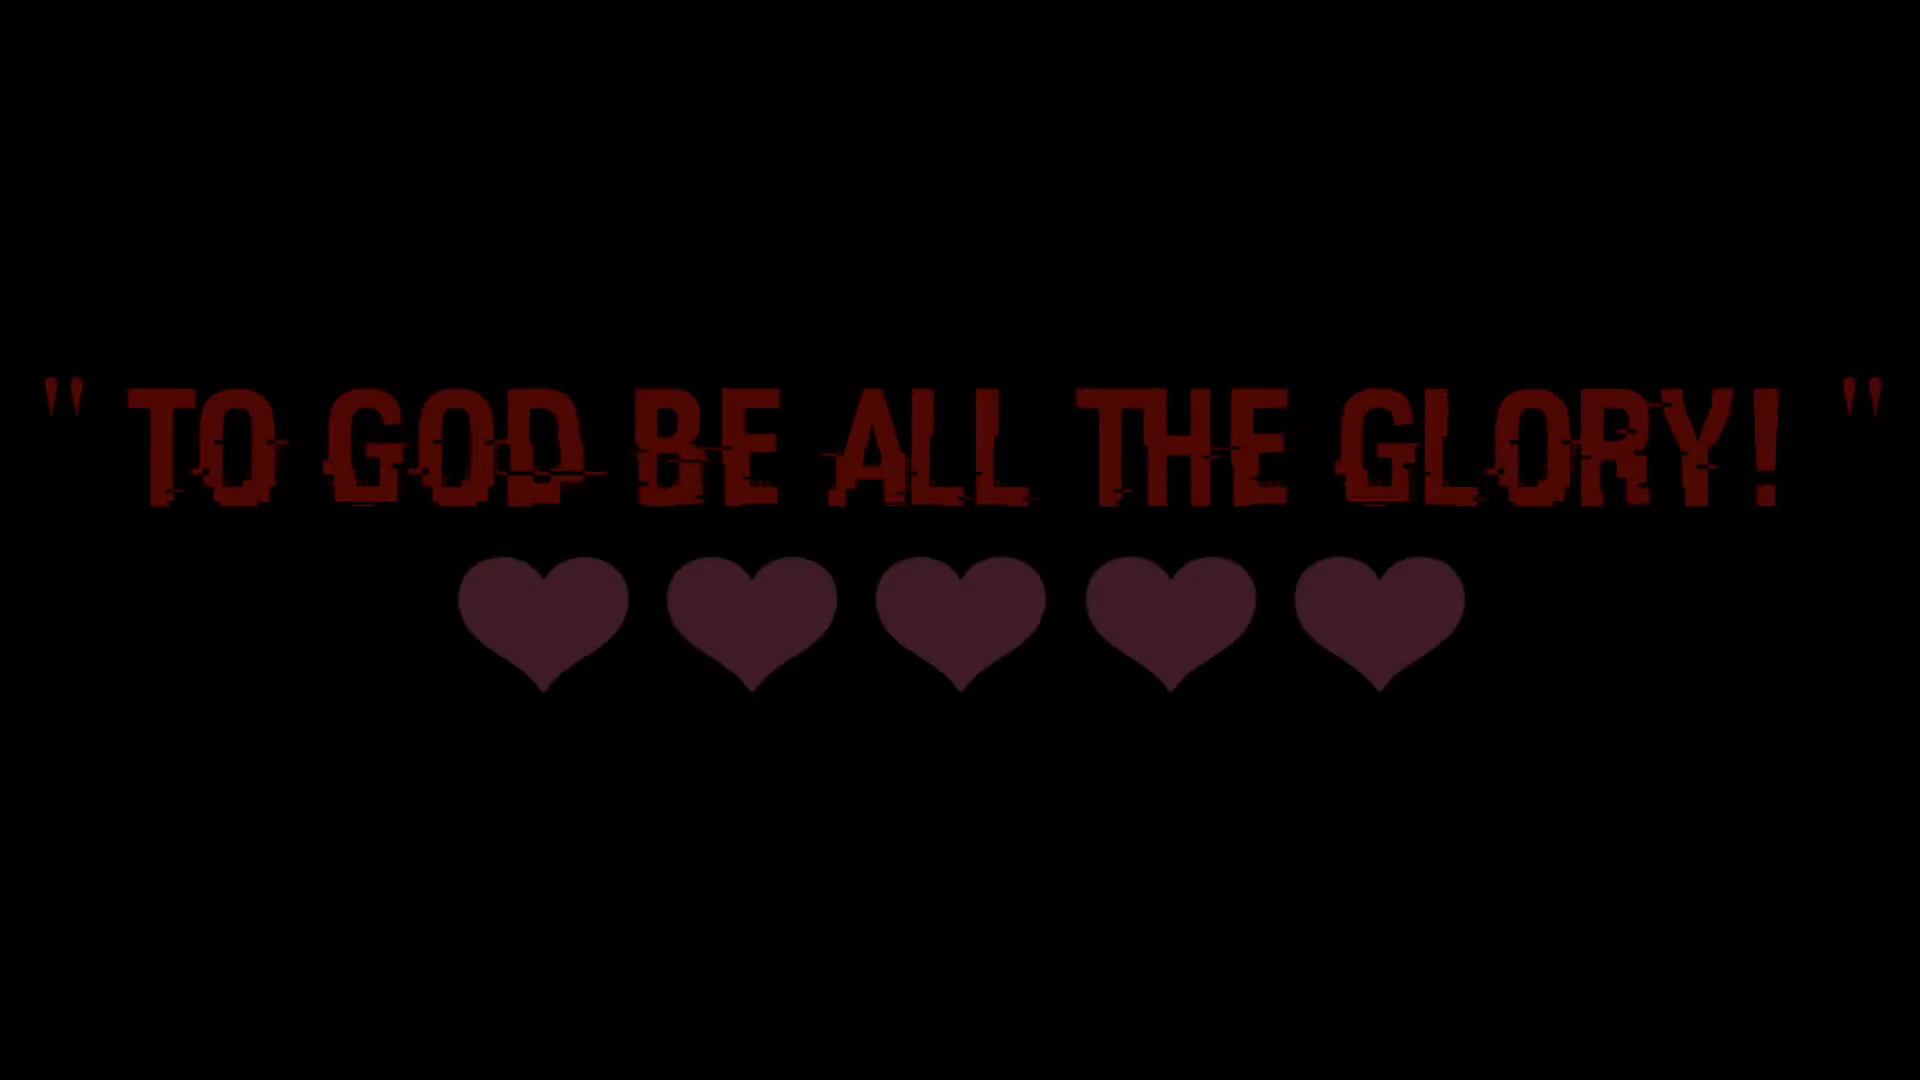 " TO GOD BE ALL THE GLORY! "
♥♥♥♥♥